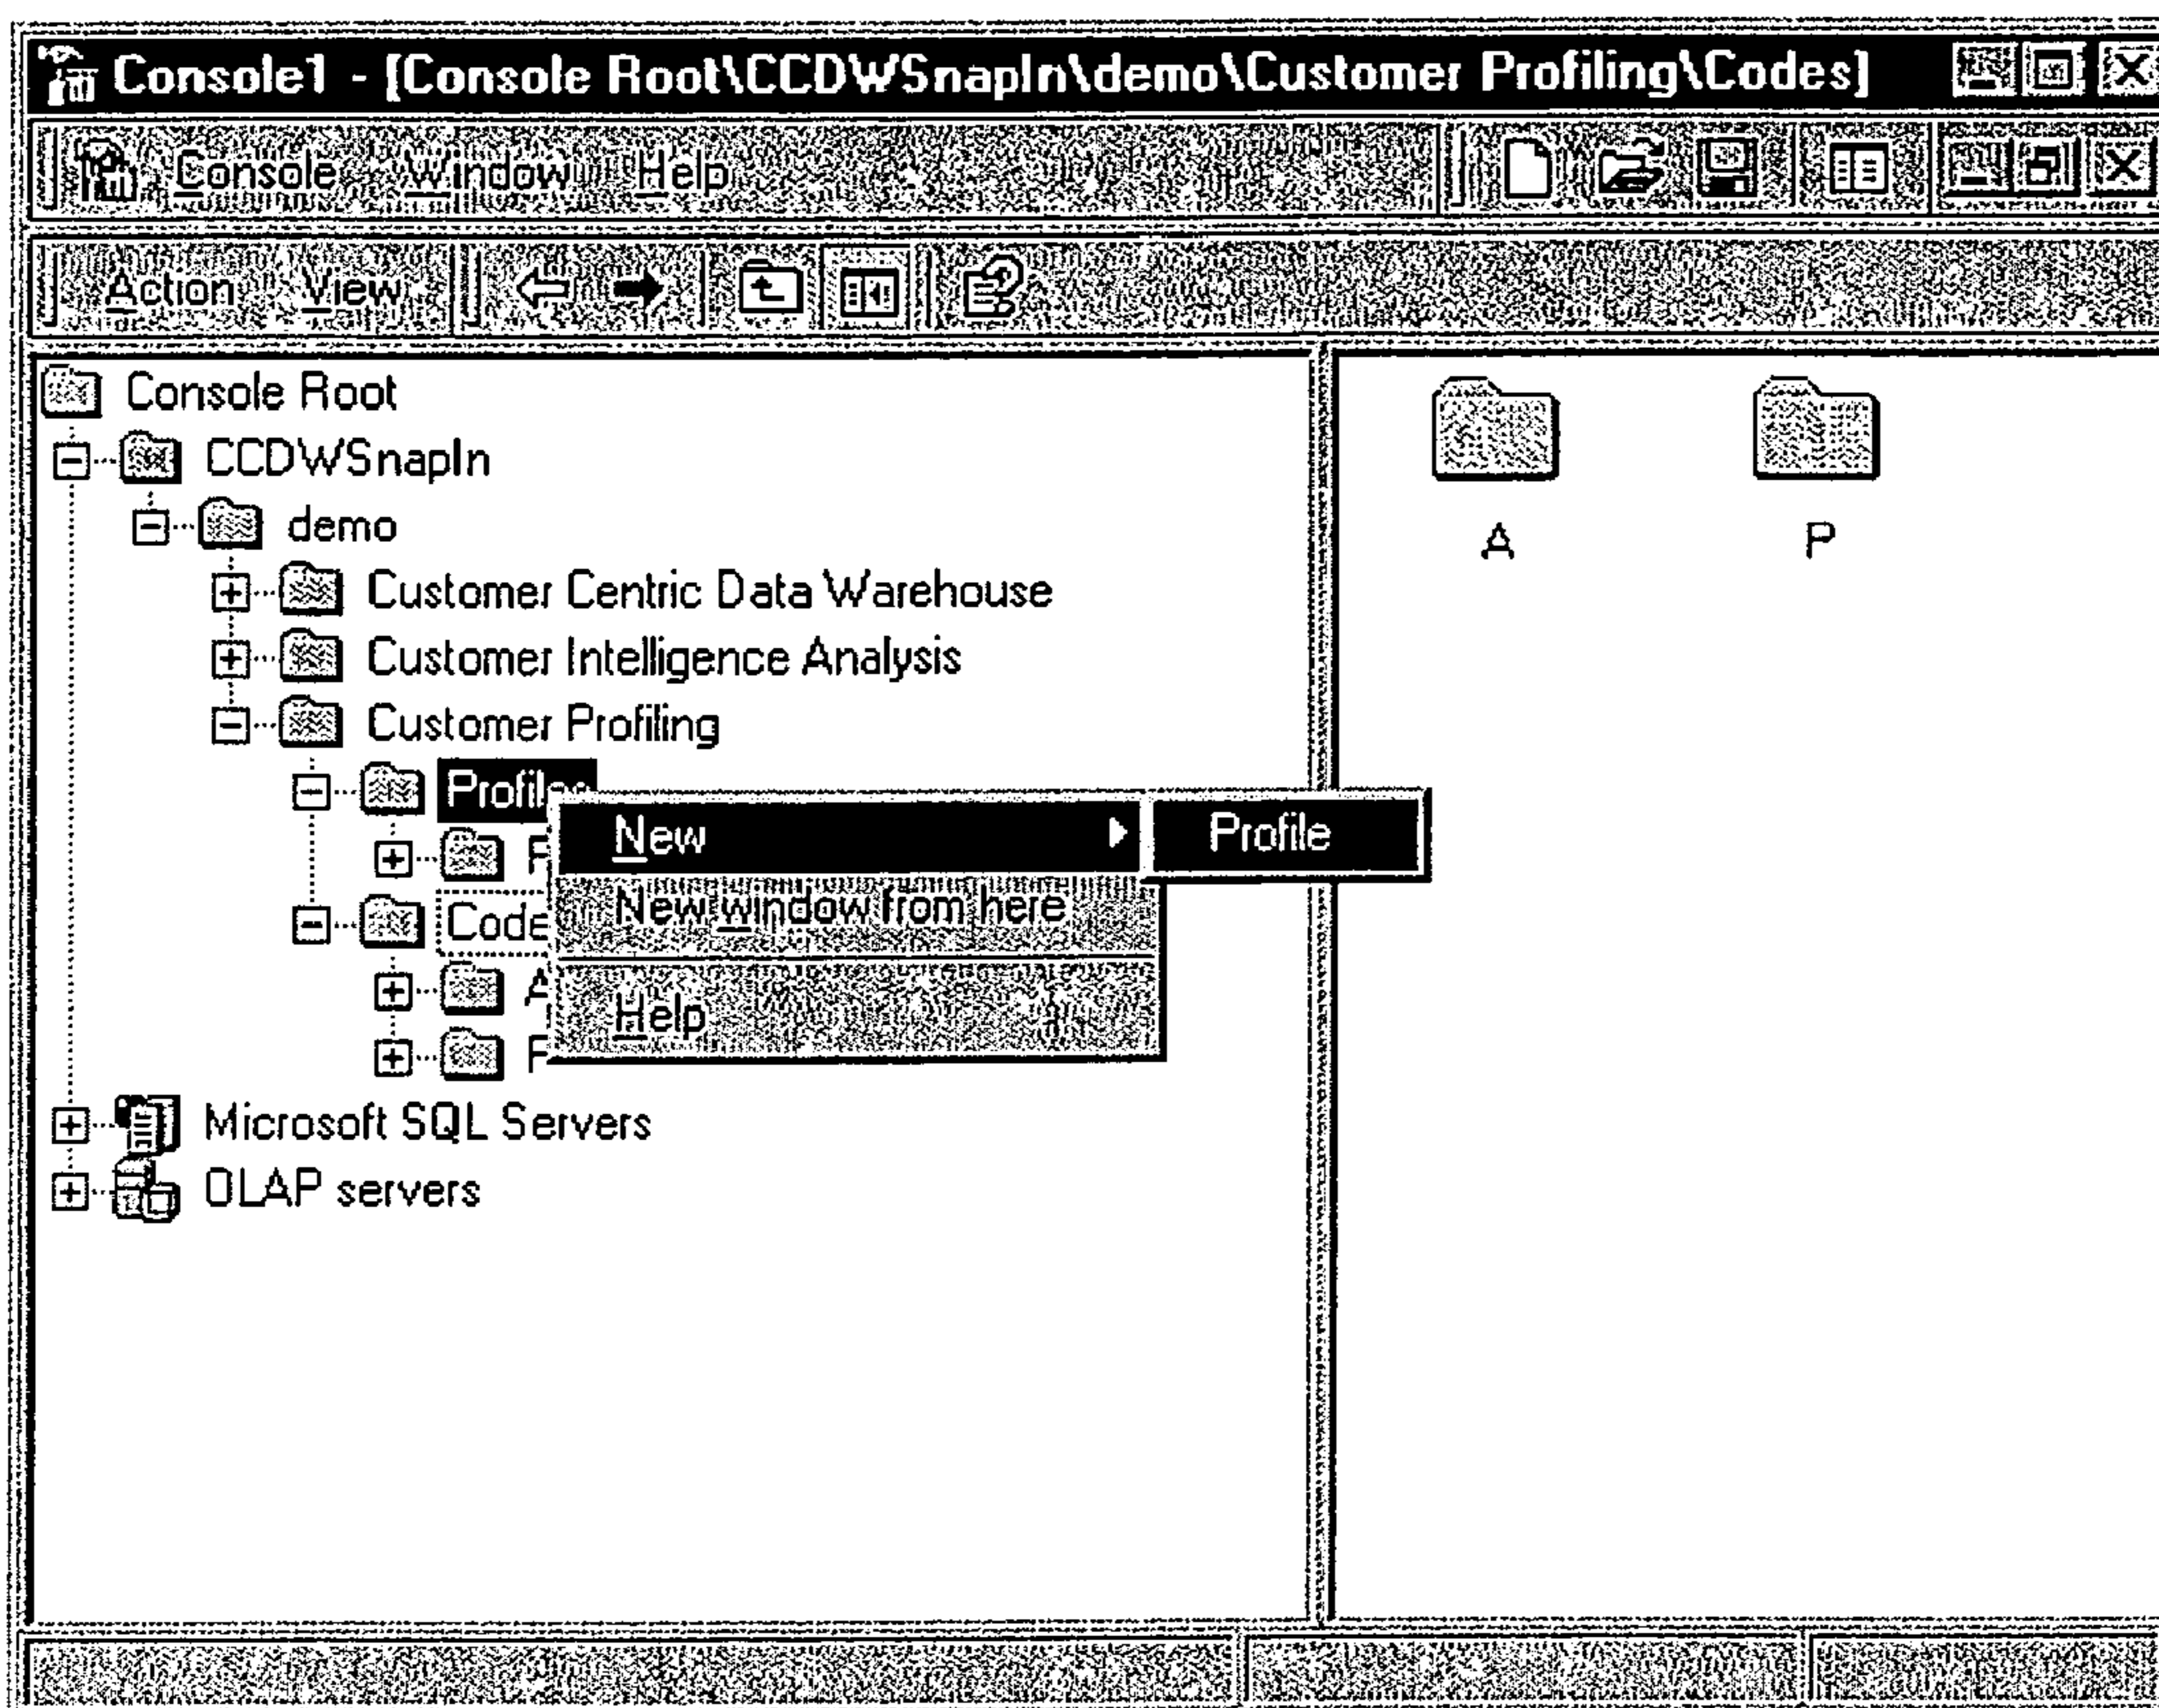 Console1 - [Console Root\CCDWSnapIn\demo\Customer Profiling\Codes]
Console Window Help
Action View
Console Root
CCDWSnapIn
demo
Customer Centric Data Warehouse
Customer Intelligence Analysis
Customer Profiling
Profiles
New
Profile
New window from here
Code
Help
Microsoft SQL Servers
OLAP servers
A
P